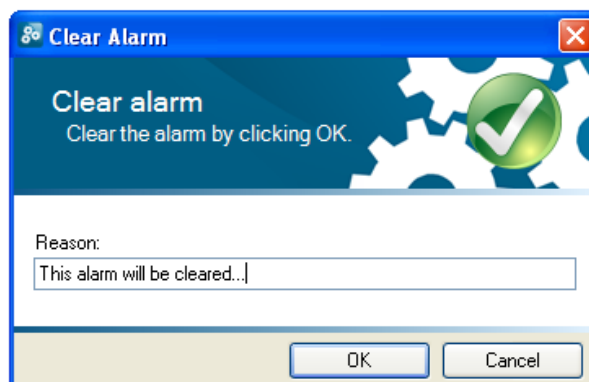 Clear Alarm
Clear alarm
Clear the alarm by clicking OK.
Reason:
This alarm will be cleared...
OK
Cancel